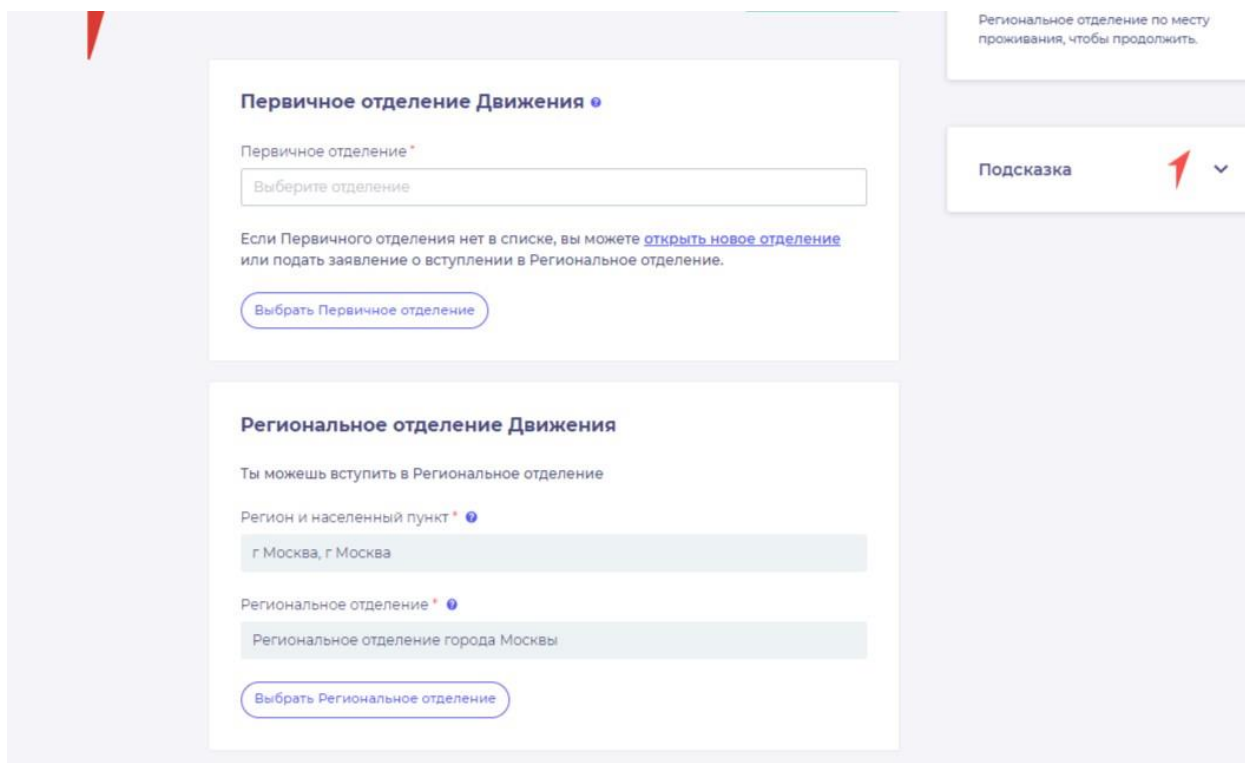 Региональное отделение по месту
проживания, чтобы продолжить.
Первичное отделение Движения
Первичное отделение *
Выберите отделение
Если Первичного отделения нет в списке, вы можете открыть новое отделение
или подать заявление о вступлении в Региональное отделение.
Выбрать Первичное отделение
Подсказка
Региональное отделение Движения
Ты можешь вступить в Региональное отделение
Регион и населенный пункт *
г Москва, г Москва
Региональное отделение *
Региональное отделение города Москвы
Выбрать Региональное отделение